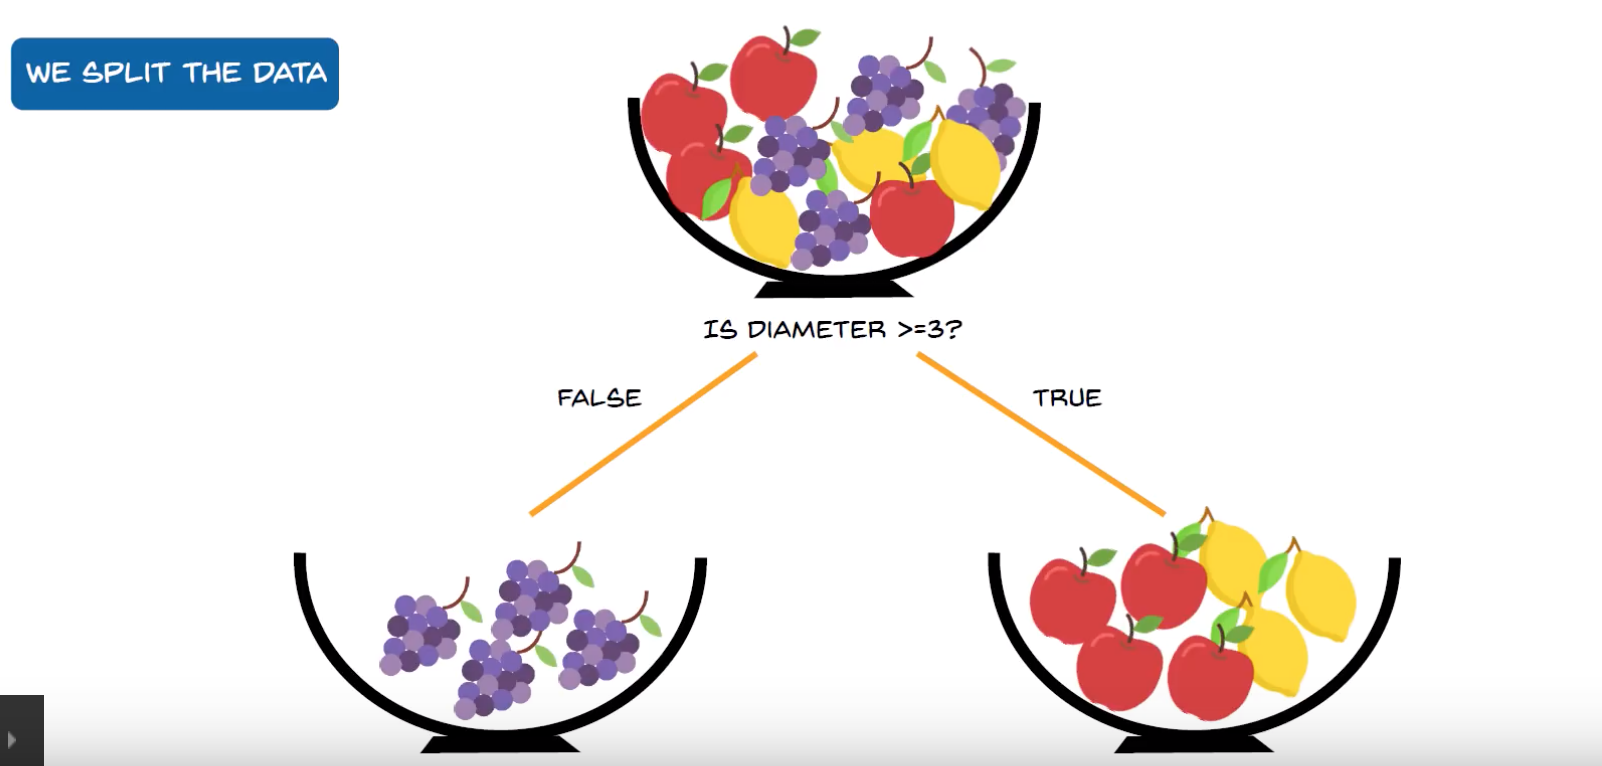 WE SPLIT THE DATA
IS DIAMETER >=3?
FALSE
TRUE